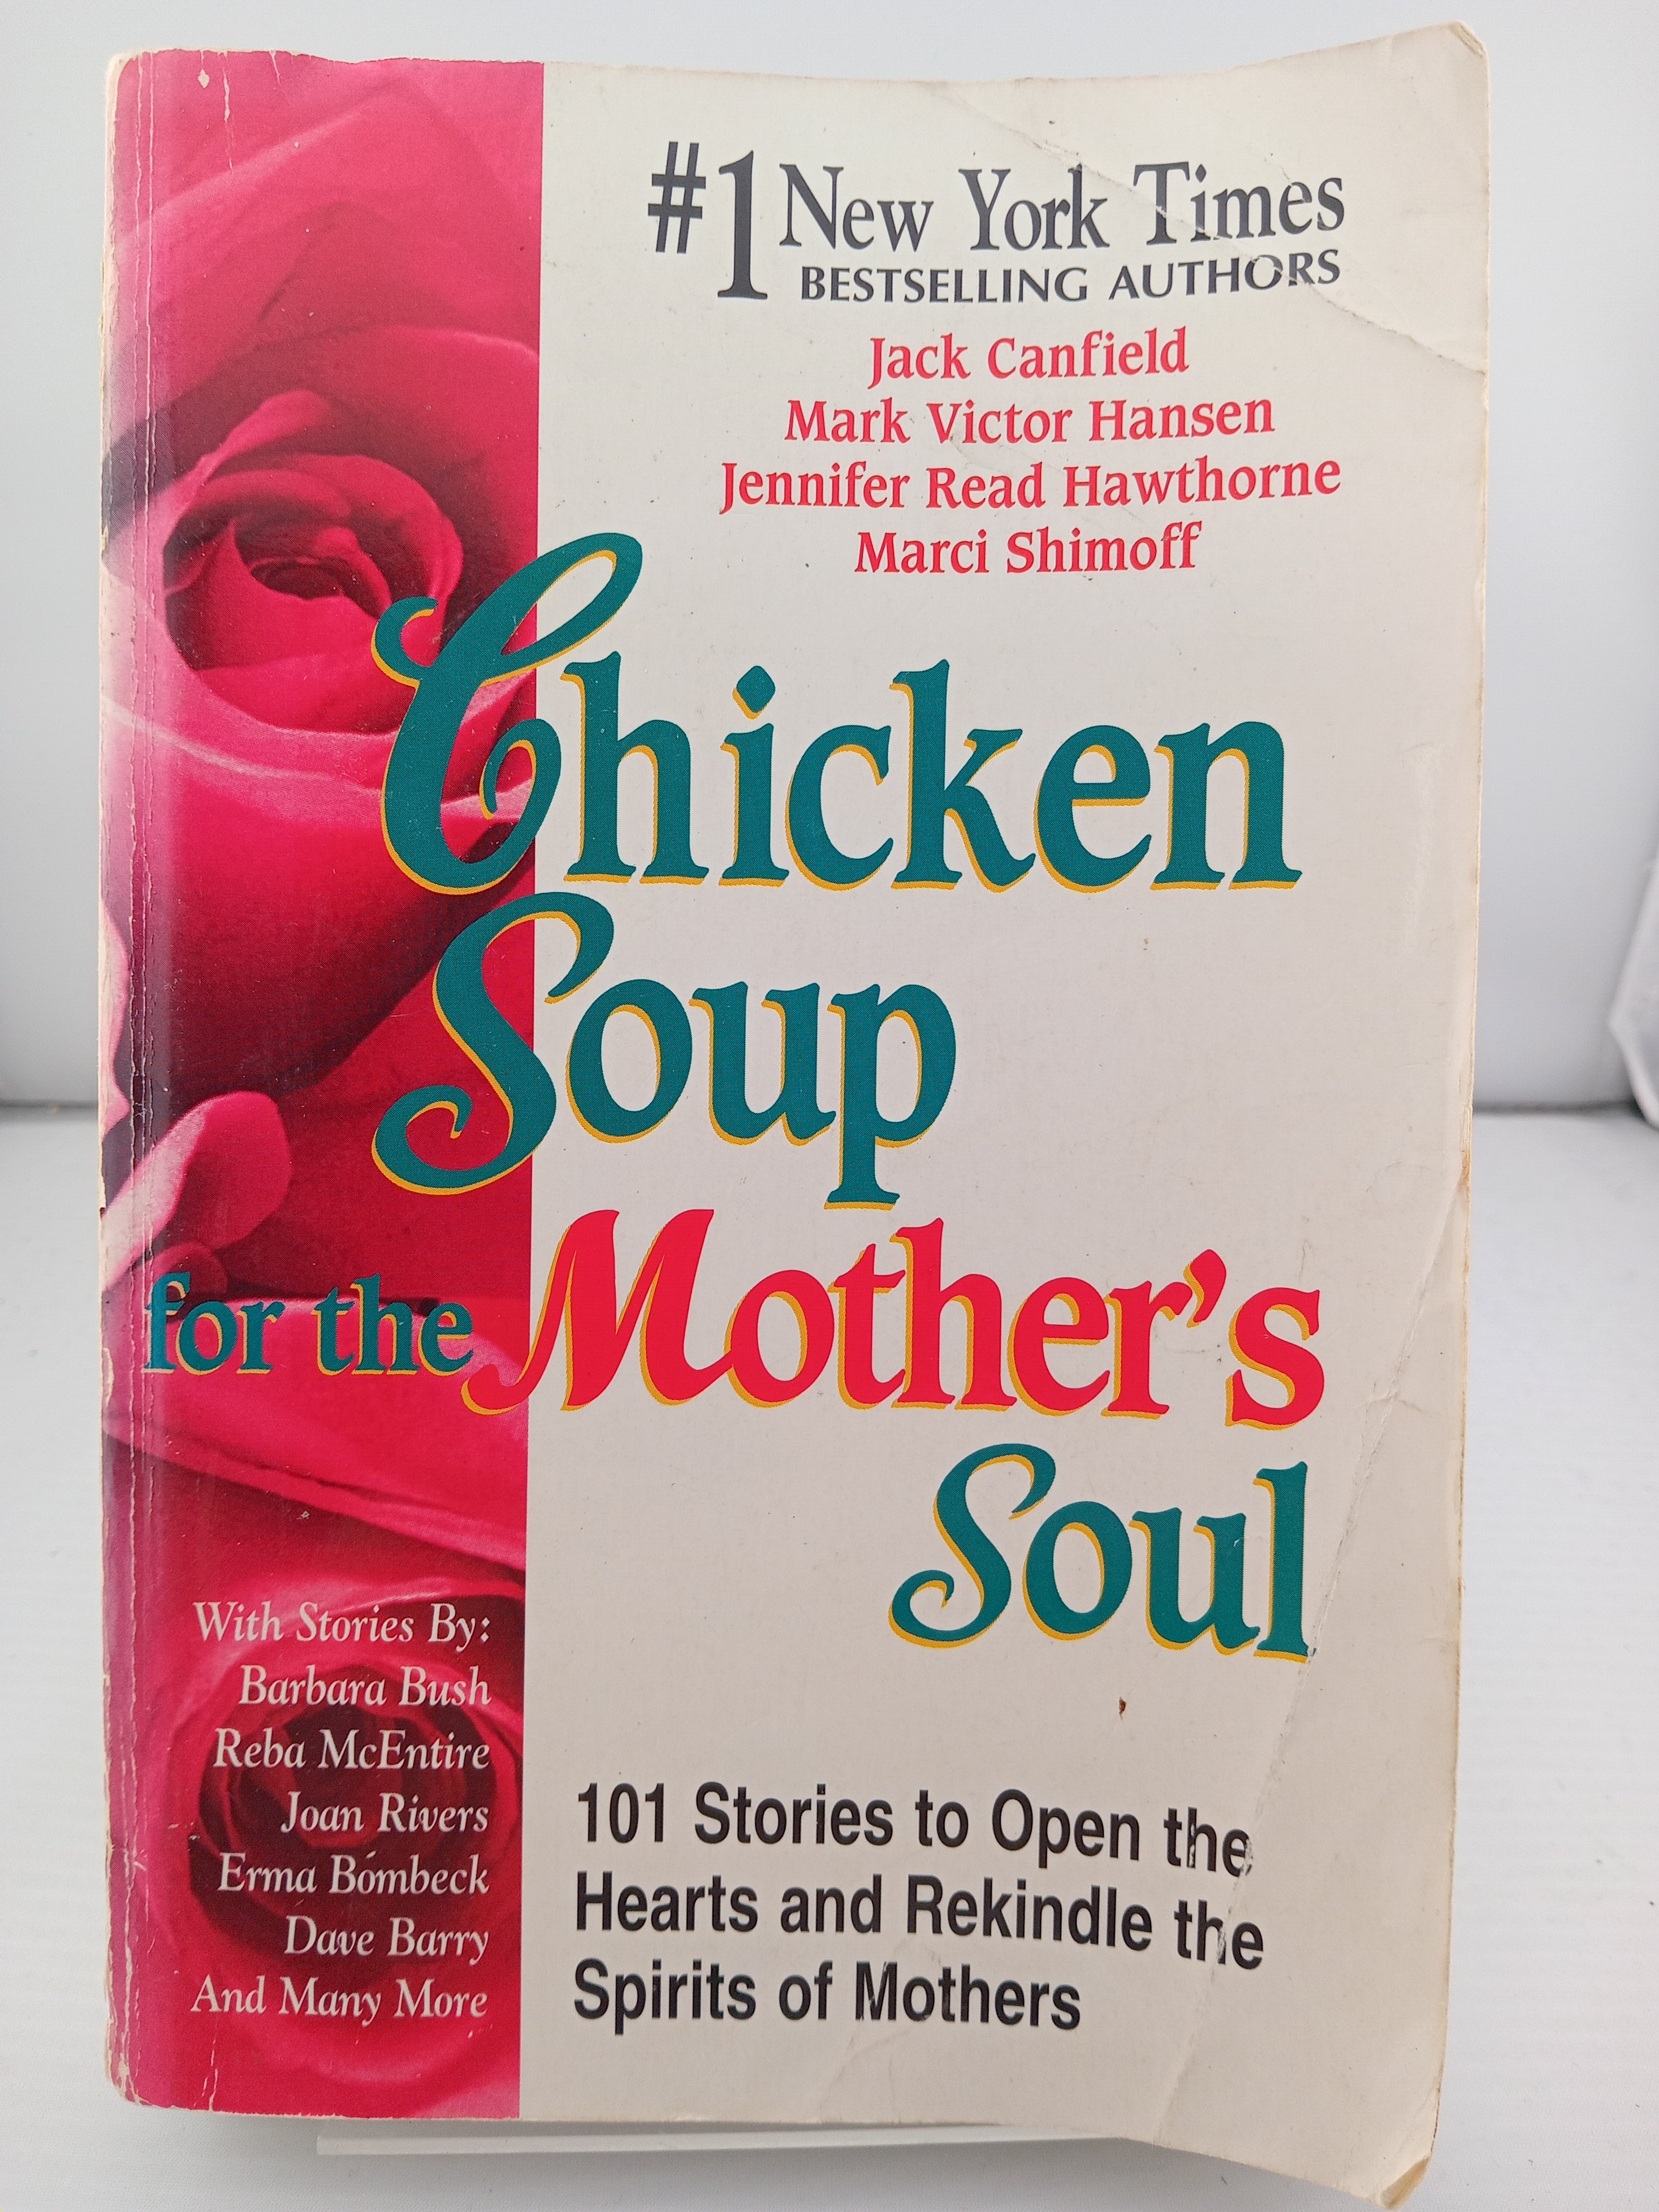 #1 New York Times
BESTSELLING AUTHORS
Jack Canfield
Mark Victor Hansen
Jennifer Read Hawthorne
Marci Shimoff
Chicken
Soup
for the Mother's
Soul
With Stories By:
Barbara Bush
Reba McEntire
Joan Rivers
Erma Bombeck
Dave Barry
And Many More
101 Stories to Open the
Hearts and Rekindle the
Spirits of Mothers